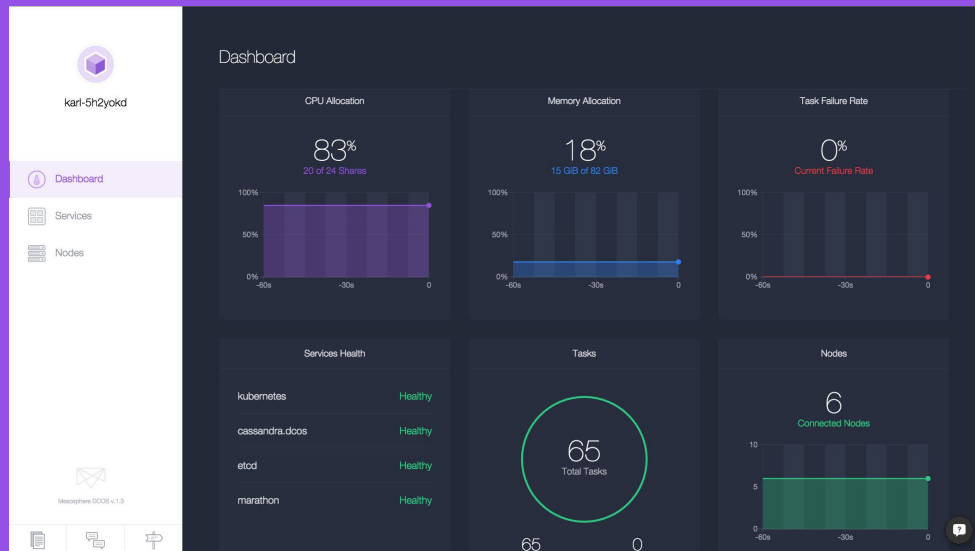 karl-5h2yokd
Dashboard
Services
Nodes
Mesosphere DCOS v.1.3
Dashboard
CPU Allocation
83%
20 of 24 Shares
100%
50%
0%
-60s
-30s
0
Memory Allocation
18%
15 GiB of 82 GiB
100%
50%
0%
-60s
-30s
0
Task Failure Rate
0%
Current Failure Rate
100%
50%
0%
-60s
-30s
0
Services Health
kubernetes Healthy
cassandra.dcos Healthy
etcd Healthy
marathon Healthy
Tasks
65
Total Tasks
65 0
Nodes
6
Connected Nodes
10
5
0
-60s
-30s
0
?